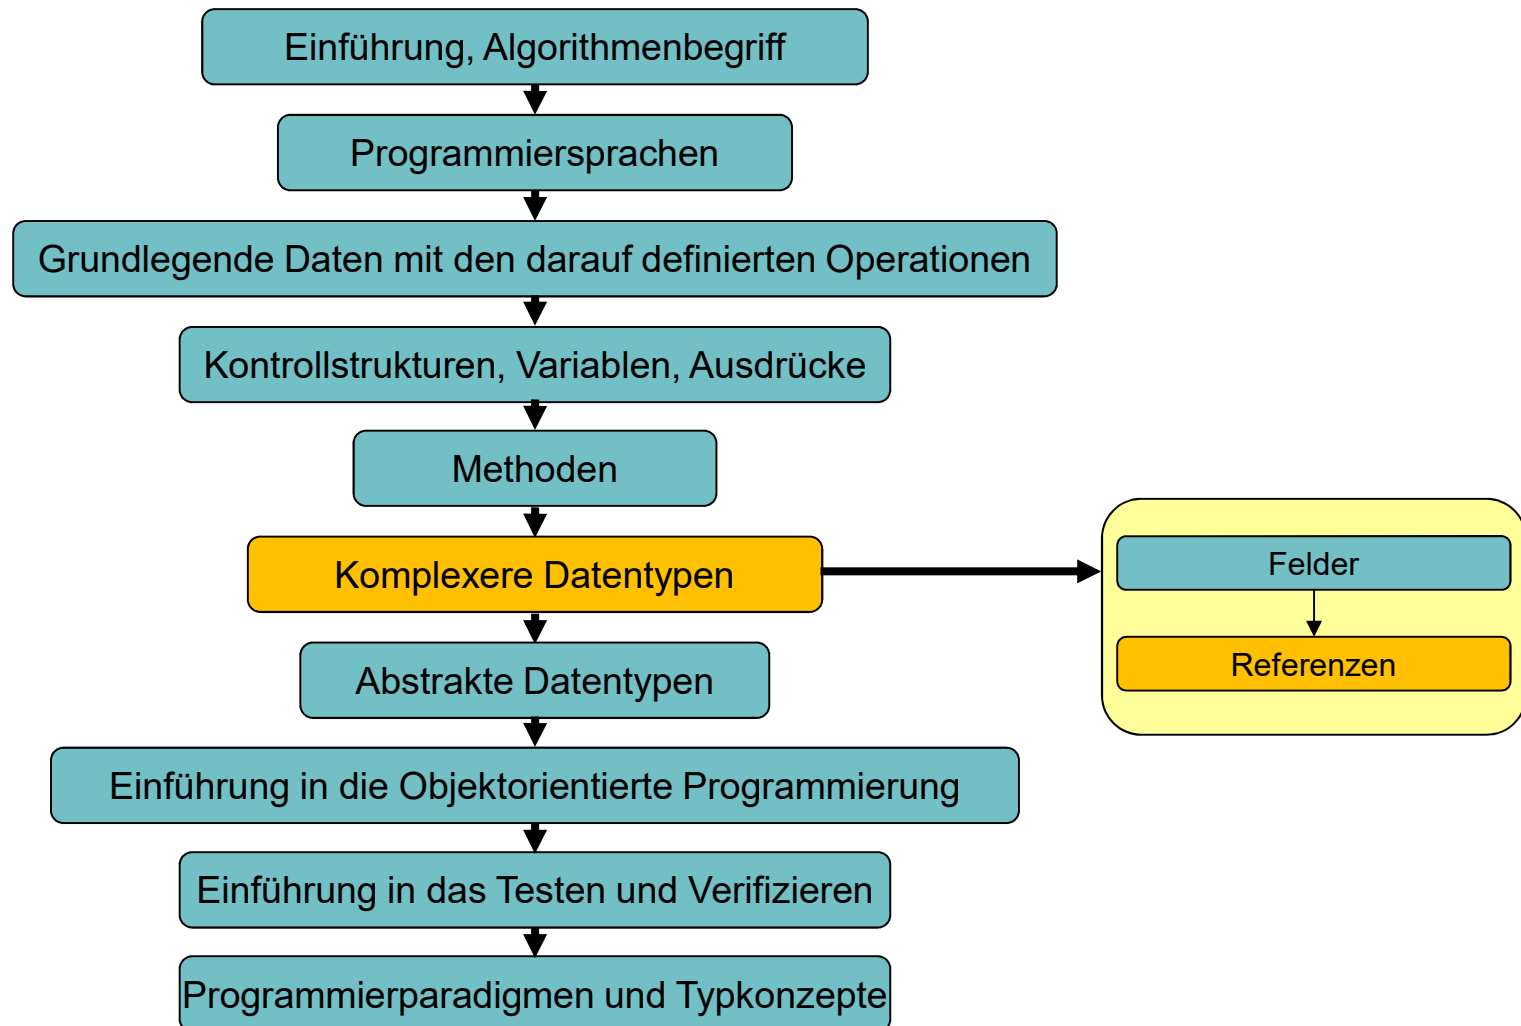 Einführung, Algorithmenbegriff
Programmiersprachen
Grundlegende Daten mit den darauf definierten Operationen
Kontrollstrukturen, Variablen, Ausdrücke
Methoden
Komplexere Datentypen
Felder
Referenzen
Abstrakte Datentypen
Einführung in die Objektorientierte Programmierung
Einführung in das Testen und Verifizieren
Programmierparadigmen und Typkonzepte